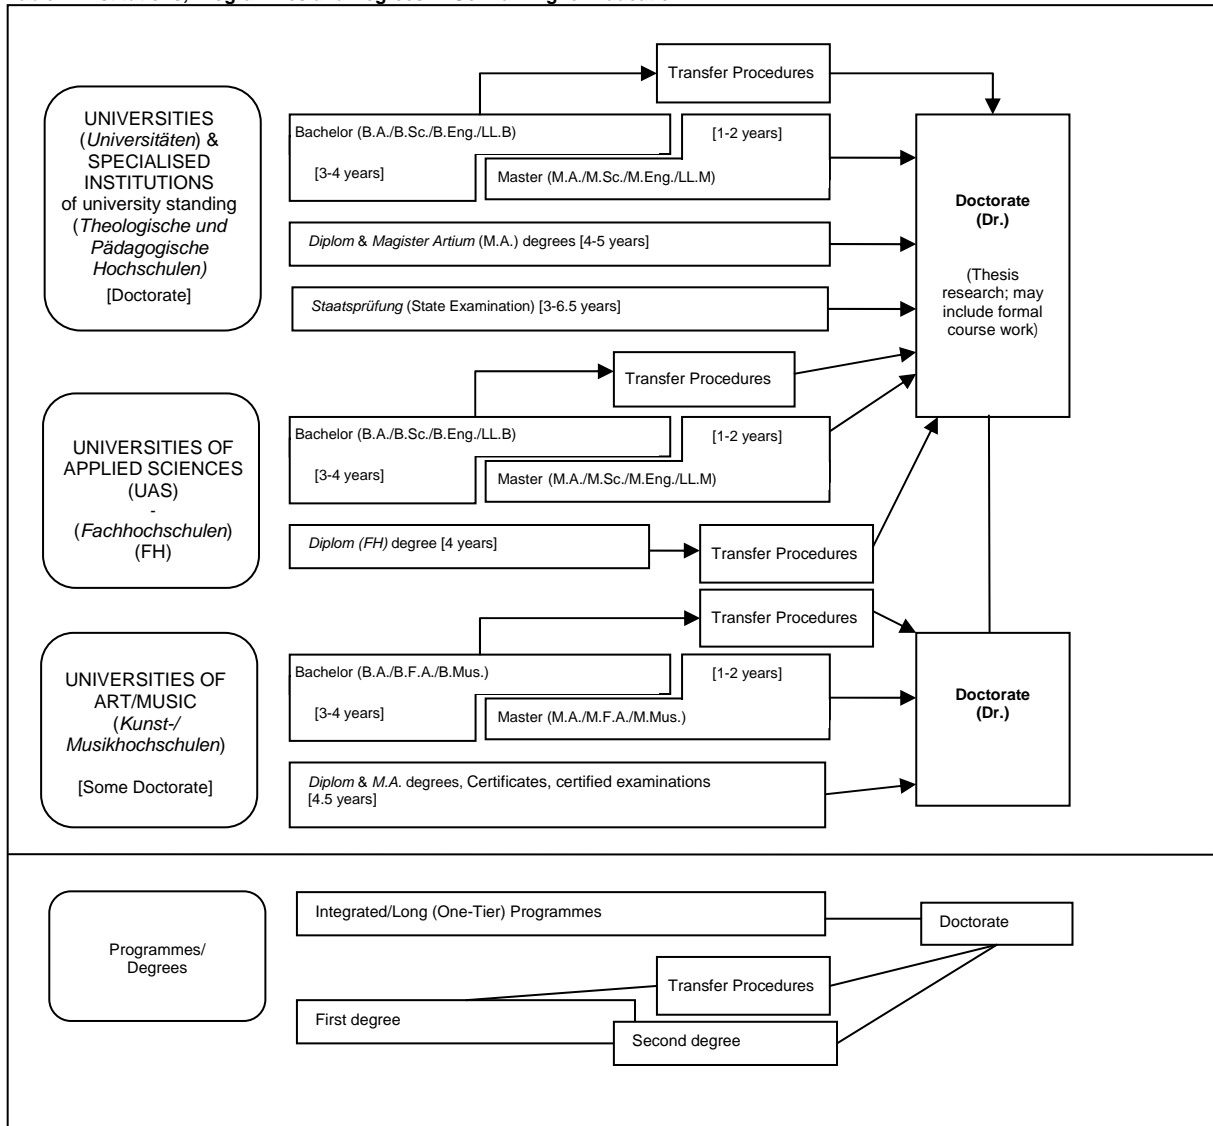 Transfer Procedures
UNIVERSITIES
(Universitäten) &
SPECIALISED
INSTITUTIONS
of university standing
(Theologische und
Pädagogische
Hochschulen)
[Doctorate]
Bachelor (B.A./B.Sc./B.Eng./LL.B)
[3-4 years]
[1-2 years]
Master (M.A./M.Sc./M.Eng./LL.M)
Diplom & Magister Artium (M.A.) degrees [4-5 years]
Staatsprüfung (State Examination) [3-6.5 years]
Doctorate
(Dr.)
(Thesis
research; may
include formal
course work)
Transfer Procedures
UNIVERSITIES OF
APPLIED SCIENCES
(UAS)
-
(Fachhochschulen)
(FH)
Bachelor (B.A./B.Sc./B.Eng./LL.B)
[3-4 years]
[1-2 years]
Master (M.A./M.Sc./M.Eng./LL.M)
Diplom (FH) degree [4 years]
Transfer Procedures
Transfer Procedures
UNIVERSITIES OF
ART/MUSIC
(Kunst-/
Musikhochschulen)
[Some Doctorate]
Bachelor (B.A./B.F.A./B.Mus.)
[3-4 years]
[1-2 years]
Master (M.A./M.F.A./M.Mus.)
Diplom & M.A. degrees, Certificates, certified examinations
[4.5 years]
Doctorate
(Dr.)
Programmes/
Degrees
Integrated/Long (One-Tier) Programmes
Doctorate
Transfer Procedures
First degree
Second degree